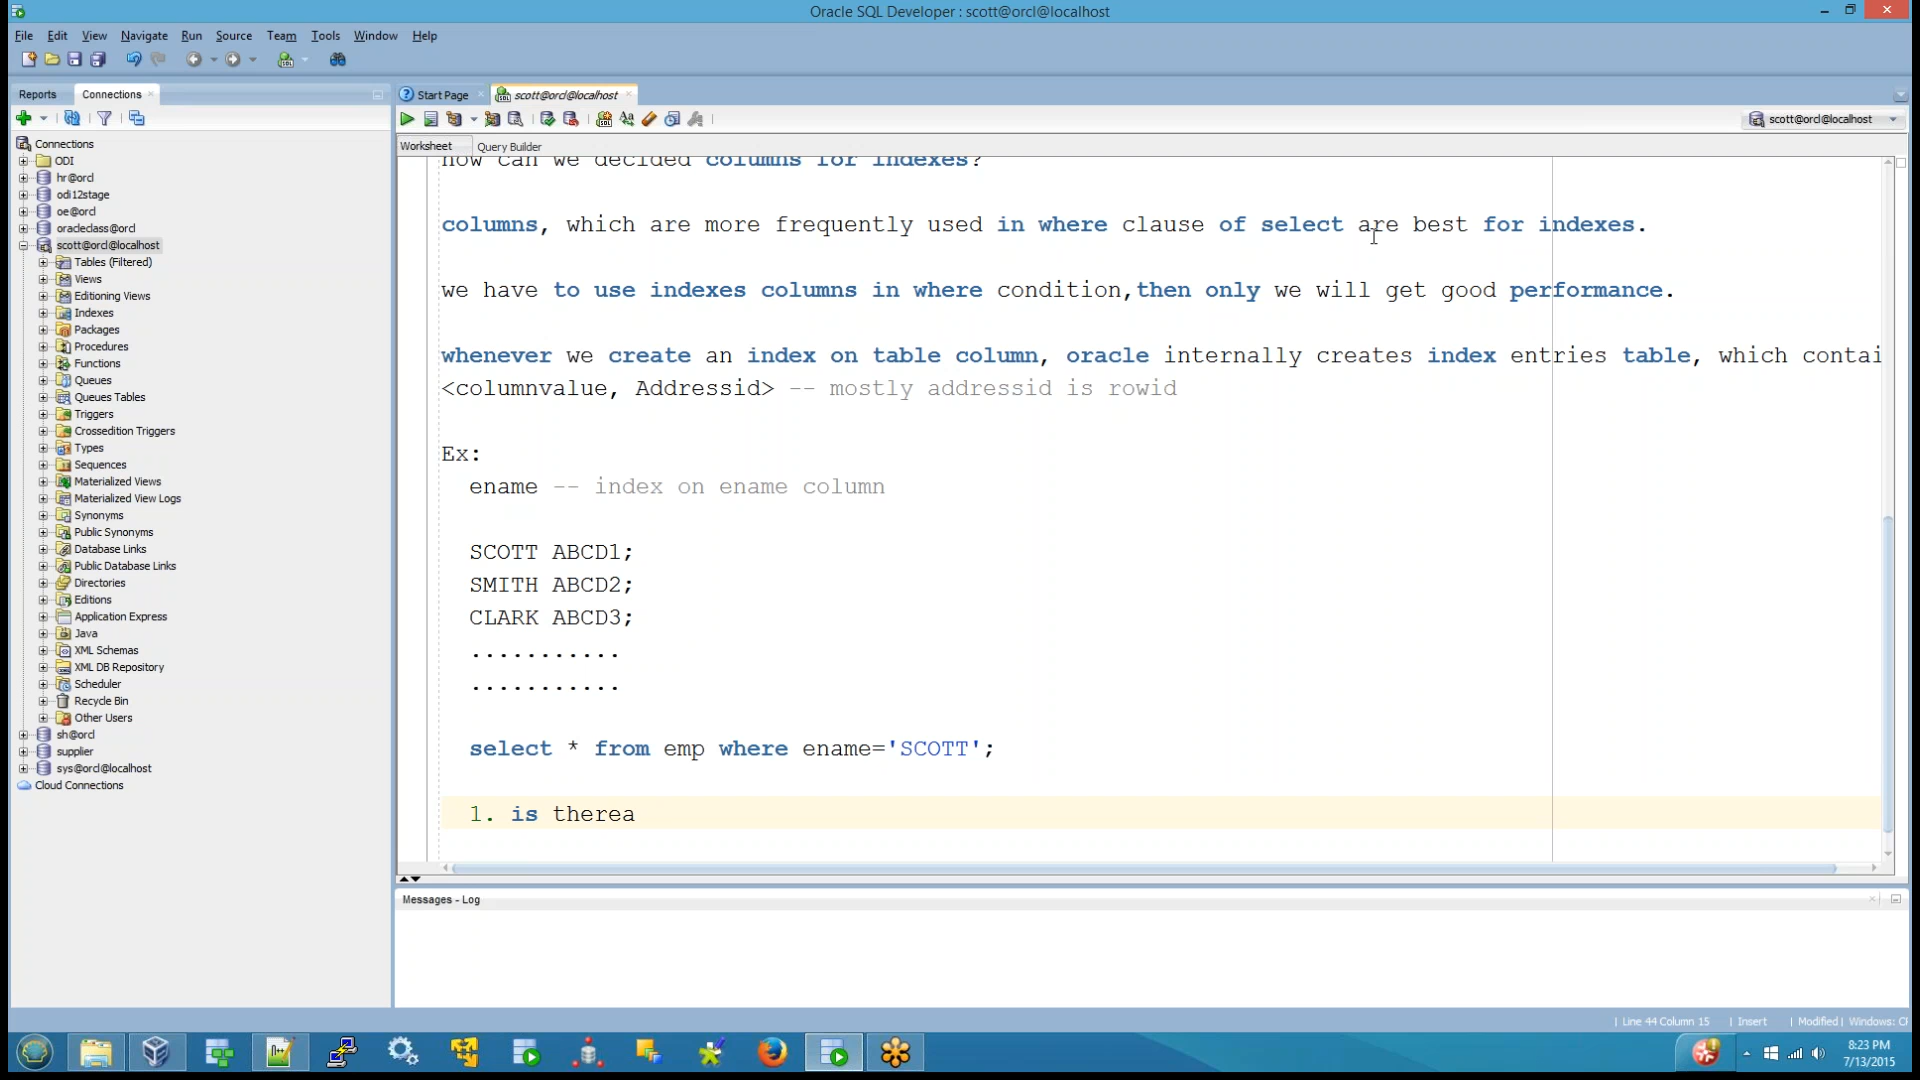 Oracle SQL Developer : scott@orcl@localhost
File Edit View Navigate Run Source Team Tools Window Help
Reports Connections
Start Page scott@orcl@localhost
scott@orcl@localhost
Worksheet Query Builder
Connections
ODI
hr@orcl
odi12stage
oe@orcl
oracleclass@orcl
scott@orcl@localhost
Tables (Filtered)
Views
Editioning Views
Indexes
Packages
Procedures
Functions
Queues
Queues Tables
Triggers
Crossedition Triggers
Types
Sequences
Materialized Views
Materialized View Logs
Synonyms
Public Synonyms
Database Links
Public Database Links
Directories
Editions
Application Express
Java
XML Schemas
XML DB Repository
Scheduler
Recycle Bin
Other Users
sh@orcl
supplier
sys@orcl@localhost
Cloud Connections
how can we decided columns for indexes?
columns, which are more frequently used in where clause of select are best for indexes.
we have to use indexes columns in where condition,then only we will get good performance.
whenever we create an index on table column, oracle internally creates index entries table, which contai
<columnvalue, Addressid> -- mostly addressid is rowid
Ex:
ename -- index on ename column
SCOTT ABCD1;
SMITH ABCD2;
CLARK ABCD3;
...........
...........
select * from emp where ename='SCOTT';
1. is therea
Messages - Log
Line 44 Column 15 Insert Modified Windows: CR
8:23 PM
7/13/2015